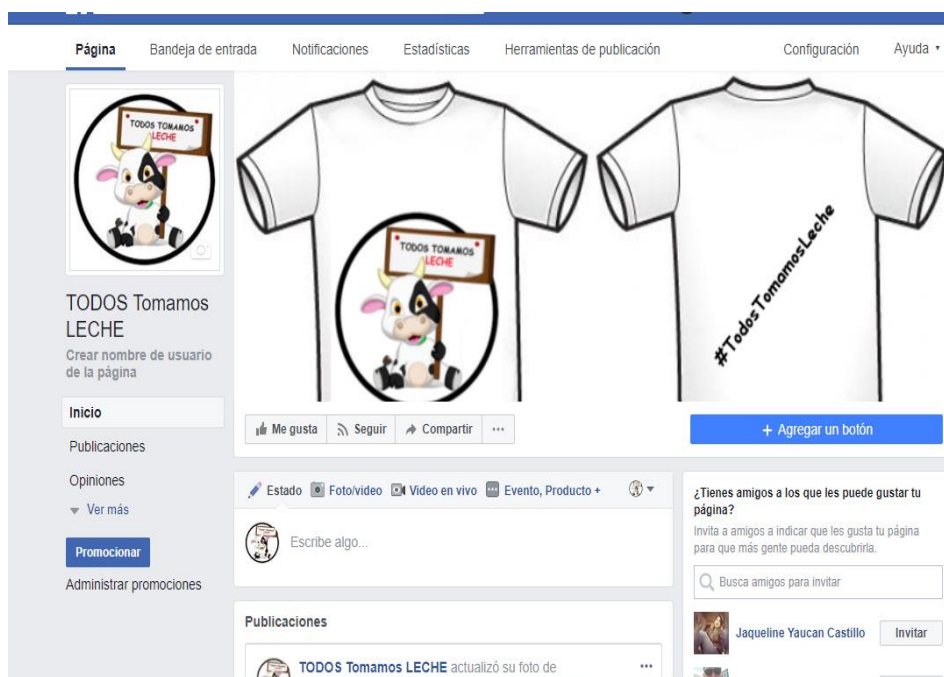 Página Bandeja de entrada Notificaciones Estadísticas Herramientas de publicación Configuración Ayuda
TODOS TOMAMOS
LECHE
TODOS TOMAMOS
LECHE
#TodosTomamosLeche
TODOS Tomamos
LECHE
Crear nombre de usuario
de la página
Inicio
Publicaciones
Opiniones
Ver más
Promocionar
Administrar promociones
Me gusta Seguir Compartir ...
+ Agregar un botón
Estado Foto/video Video en vivo Evento, Producto +
Escribe algo...
Publicaciones
TODOS Tomamos LECHE actualizó su foto de
...
¿Tienes amigos a los que les puede gustar tu
página?
Invita a amigos a indicar que les gusta tu página
para que más gente pueda descubrirla.
Busca amigos para invitar
Jaqueline Yaucan Castillo Invitar